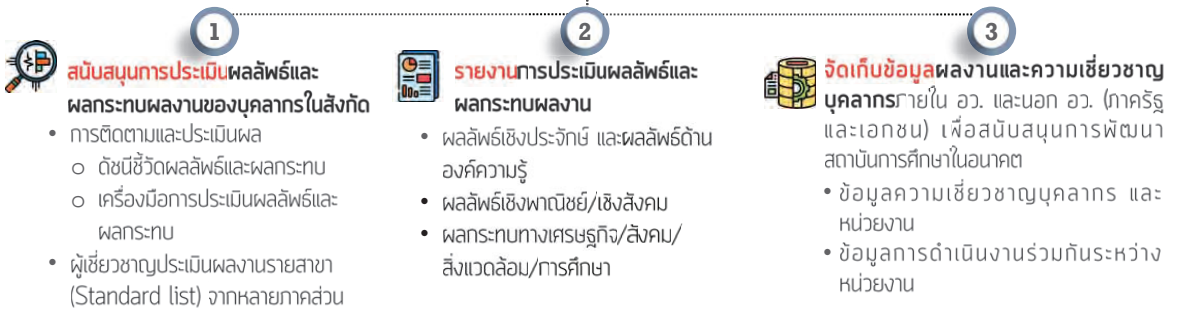 1
สนับสนุนการประเมินผลลัพธ์และ
ผลกระทบผลงานของบุคลากรในสังกัด
• การติดตามและประเมินผล
o ดัชนีชี้วัดผลลัพธ์และผลกระทบ
o เครื่องมือการประเมินผลลัพธ์และ
ผลกระทบ
• ผู้เชี่ยวชาญประเมินผลงานรายสาขา
(Standard list) จากหลายภาคส่วน
2
รายงานการประเมินผลลัพธ์และ
ผลกระทบผลงาน
• ผลลัพธ์เชิงประจักษ์ และผลลัพธ์ด้าน
องค์ความรู้
• ผลลัพธ์เชิงพาณิชย์/เชิงสังคม
• ผลกระทบทางเศรษฐกิจ/สังคม/
สิ่งแวดล้อม/การศึกษา
3
จัดเก็บข้อมูลผลงานและความเชี่ยวชาญ
บุคลากรภายใน อว. และนอก อว. (ภาครัฐ
และเอกชน) เพื่อสนับสนุนการพัฒนา
สถาบันการศึกษาในอนาคต
• ข้อมูลความเชี่ยวชาญบุคลากร และ
หน่วยงาน
• ข้อมูลการดำเนินงานร่วมกันระหว่าง
หน่วยงาน